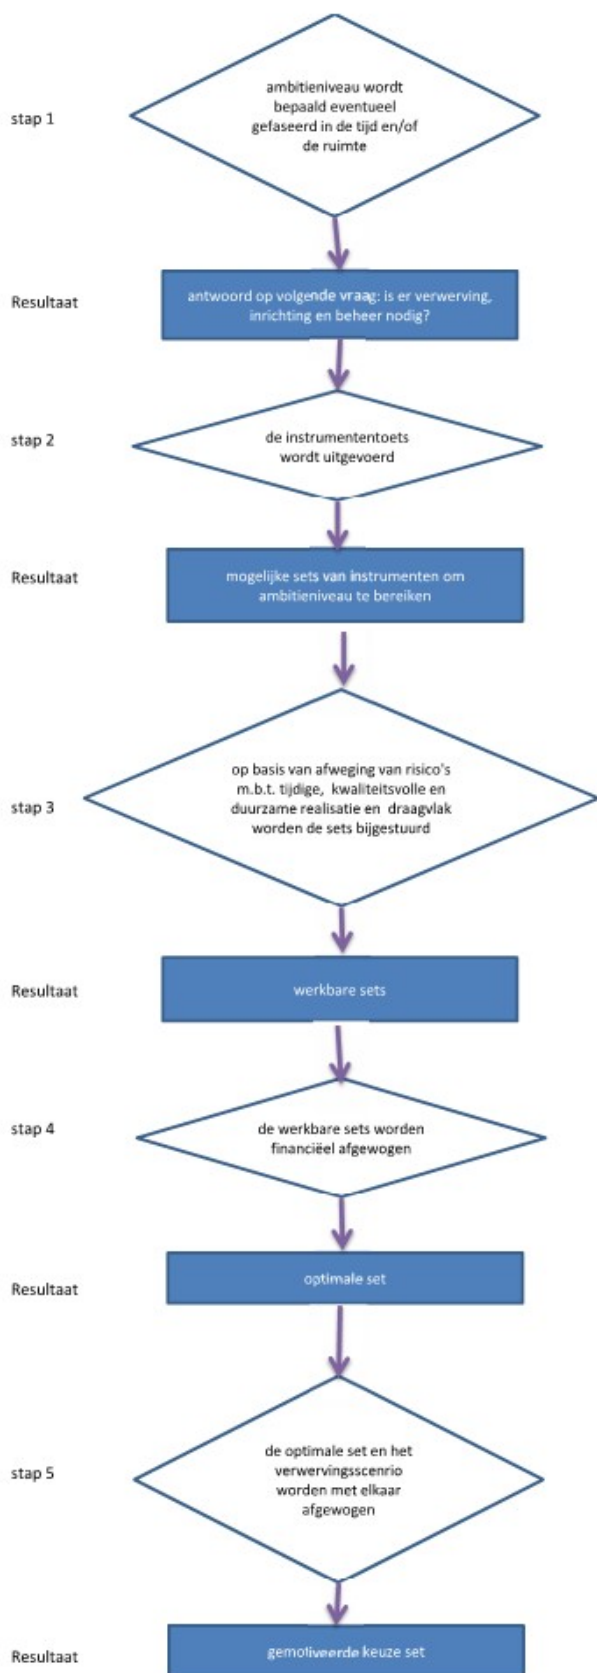 stap 1
ambitieniveau wordt
bepaald eventueel
gefaseerd in de tijd en/of
de ruimte
Resultaat
antwoord op volgende vraag: is er verwerving,
inrichting en beheer nodig?
stap 2
de instrumententoets
wordt uitgevoerd
Resultaat
mogelijke sets van instrumenten om
ambitieniveau te bereiken
stap 3
op basis van afweging van risico's
m.b.t. tijdige, kwaliteitsvolle en
duurzame realisatie en draagvlak
worden de sets bijgestuurd
Resultaat
werkbare sets
stap 4
de werkbare sets worden
financiëel afgewogen
Resultaat
optimale set
stap 5
de optimale set en het
verwervingsscenrio
worden met elkaar
afgewogen
Resultaat
gemotiveerde keuze set